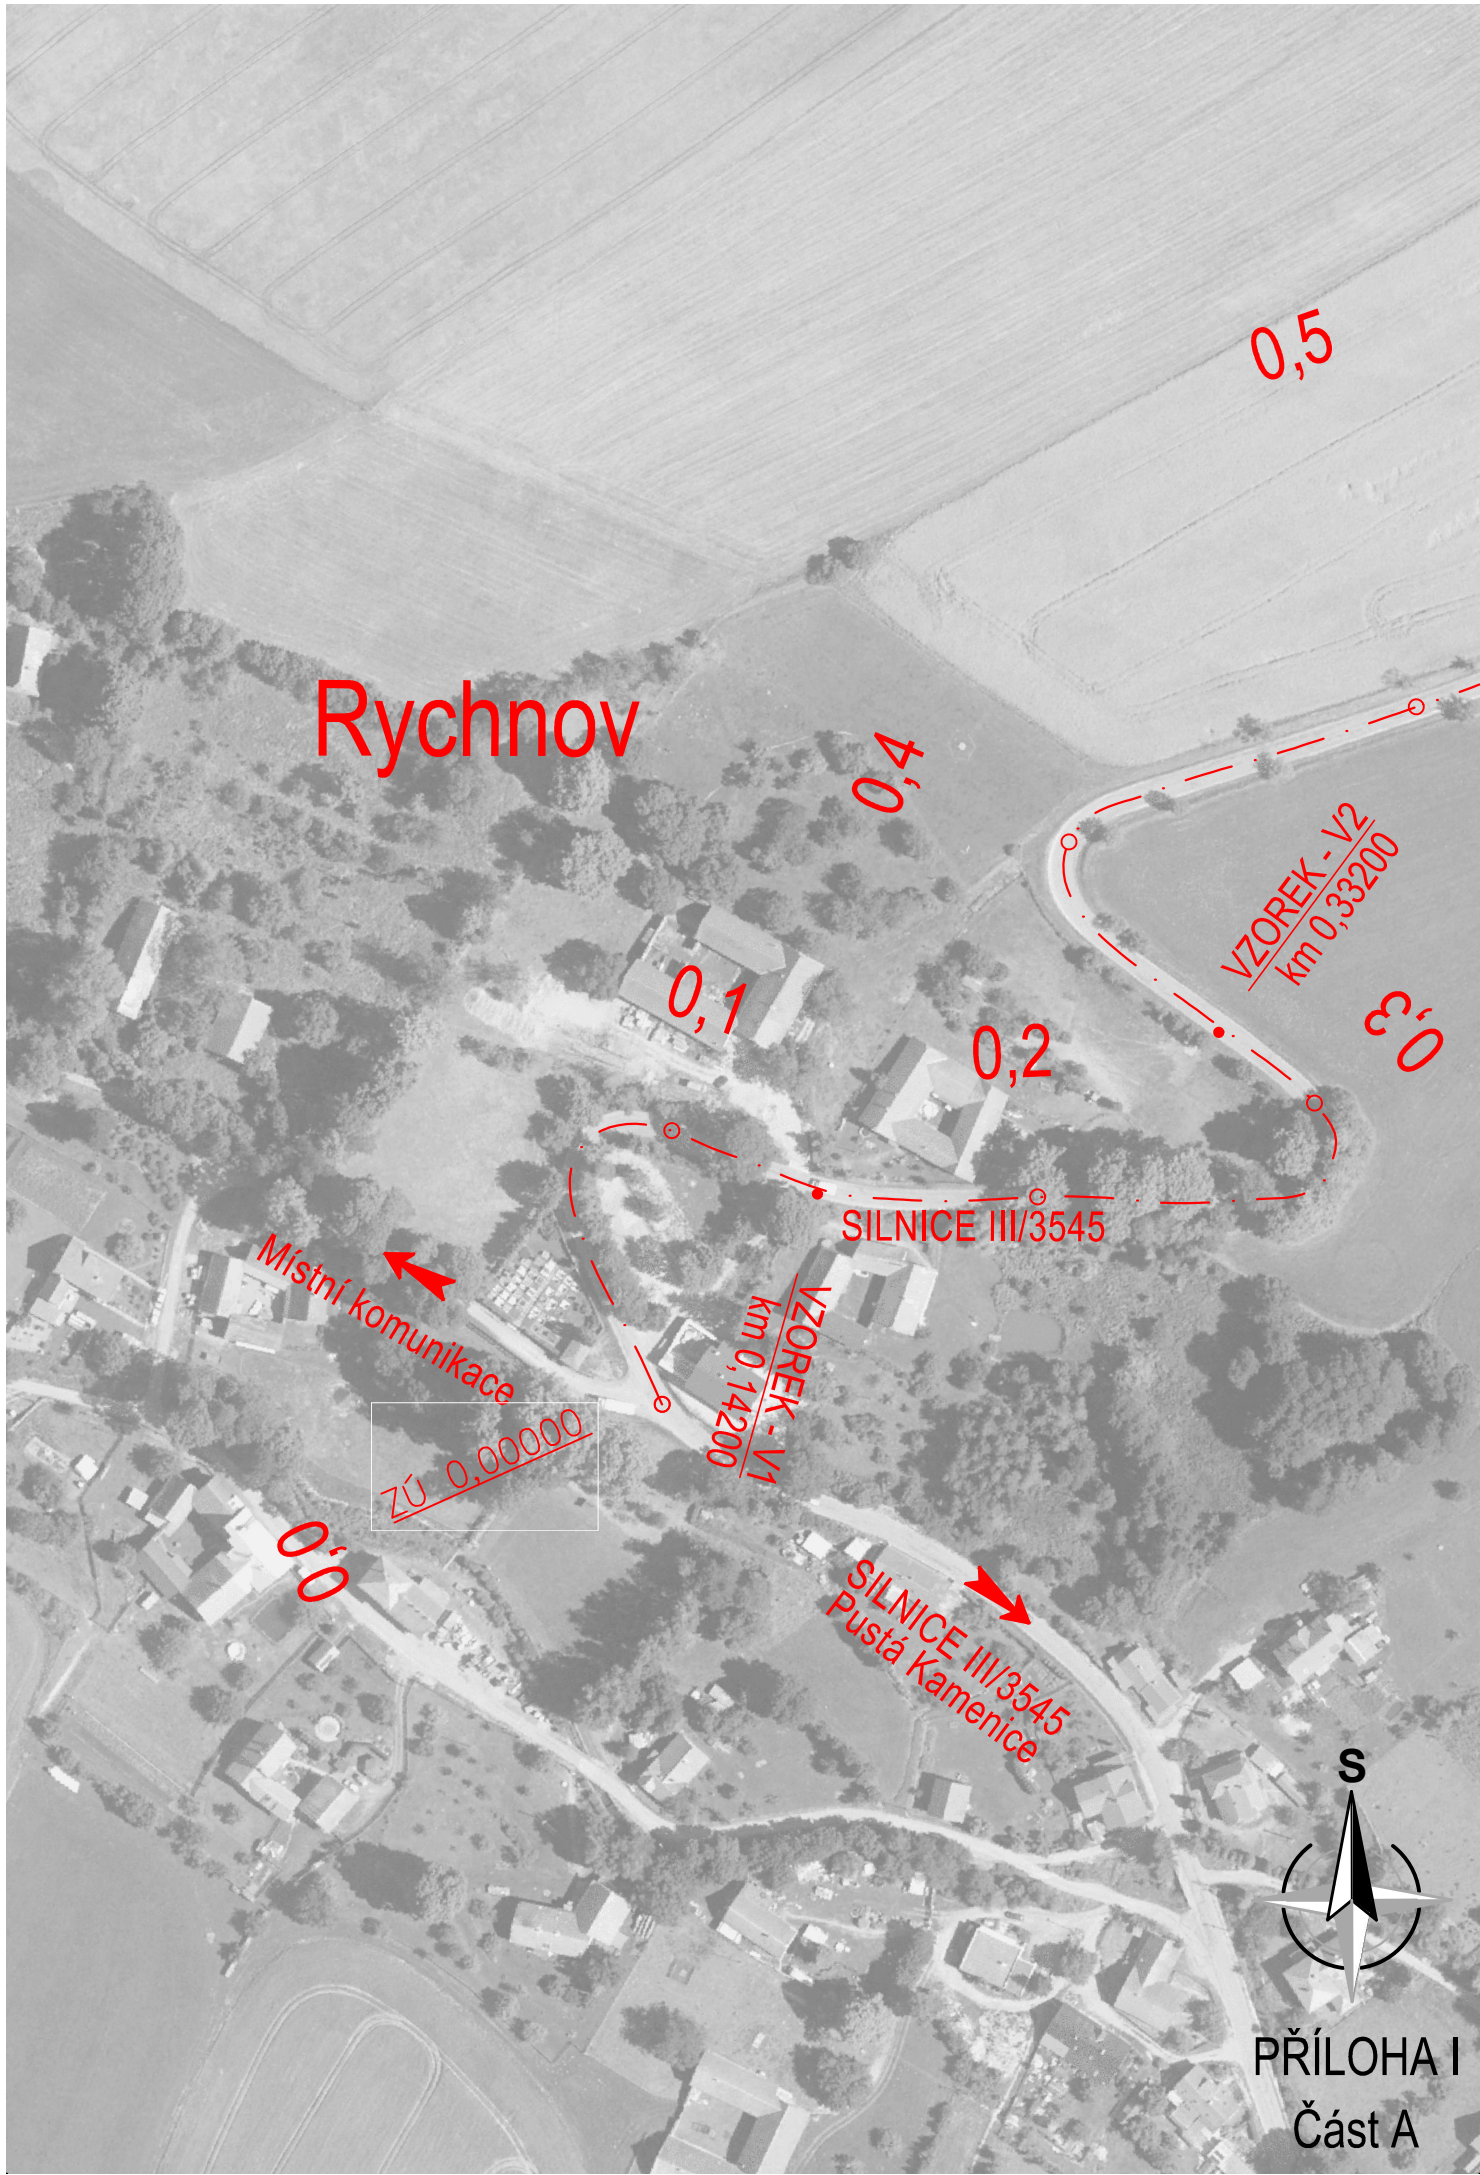 0,5
Rychnov
0,4
VZOREK - V2
km 0,33200
0,1
0,3
0,2
SILNICE III/3545
Místní komunikace
VZOREK - V1
km 0,14200
ZÚ 0,00000
0,0
SILNICE III/3545
Pustá Kamenice
S
PŘÍLOHA I
Část A